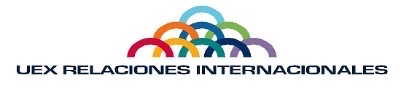 UEX RELACIONES INTERNACIONALES